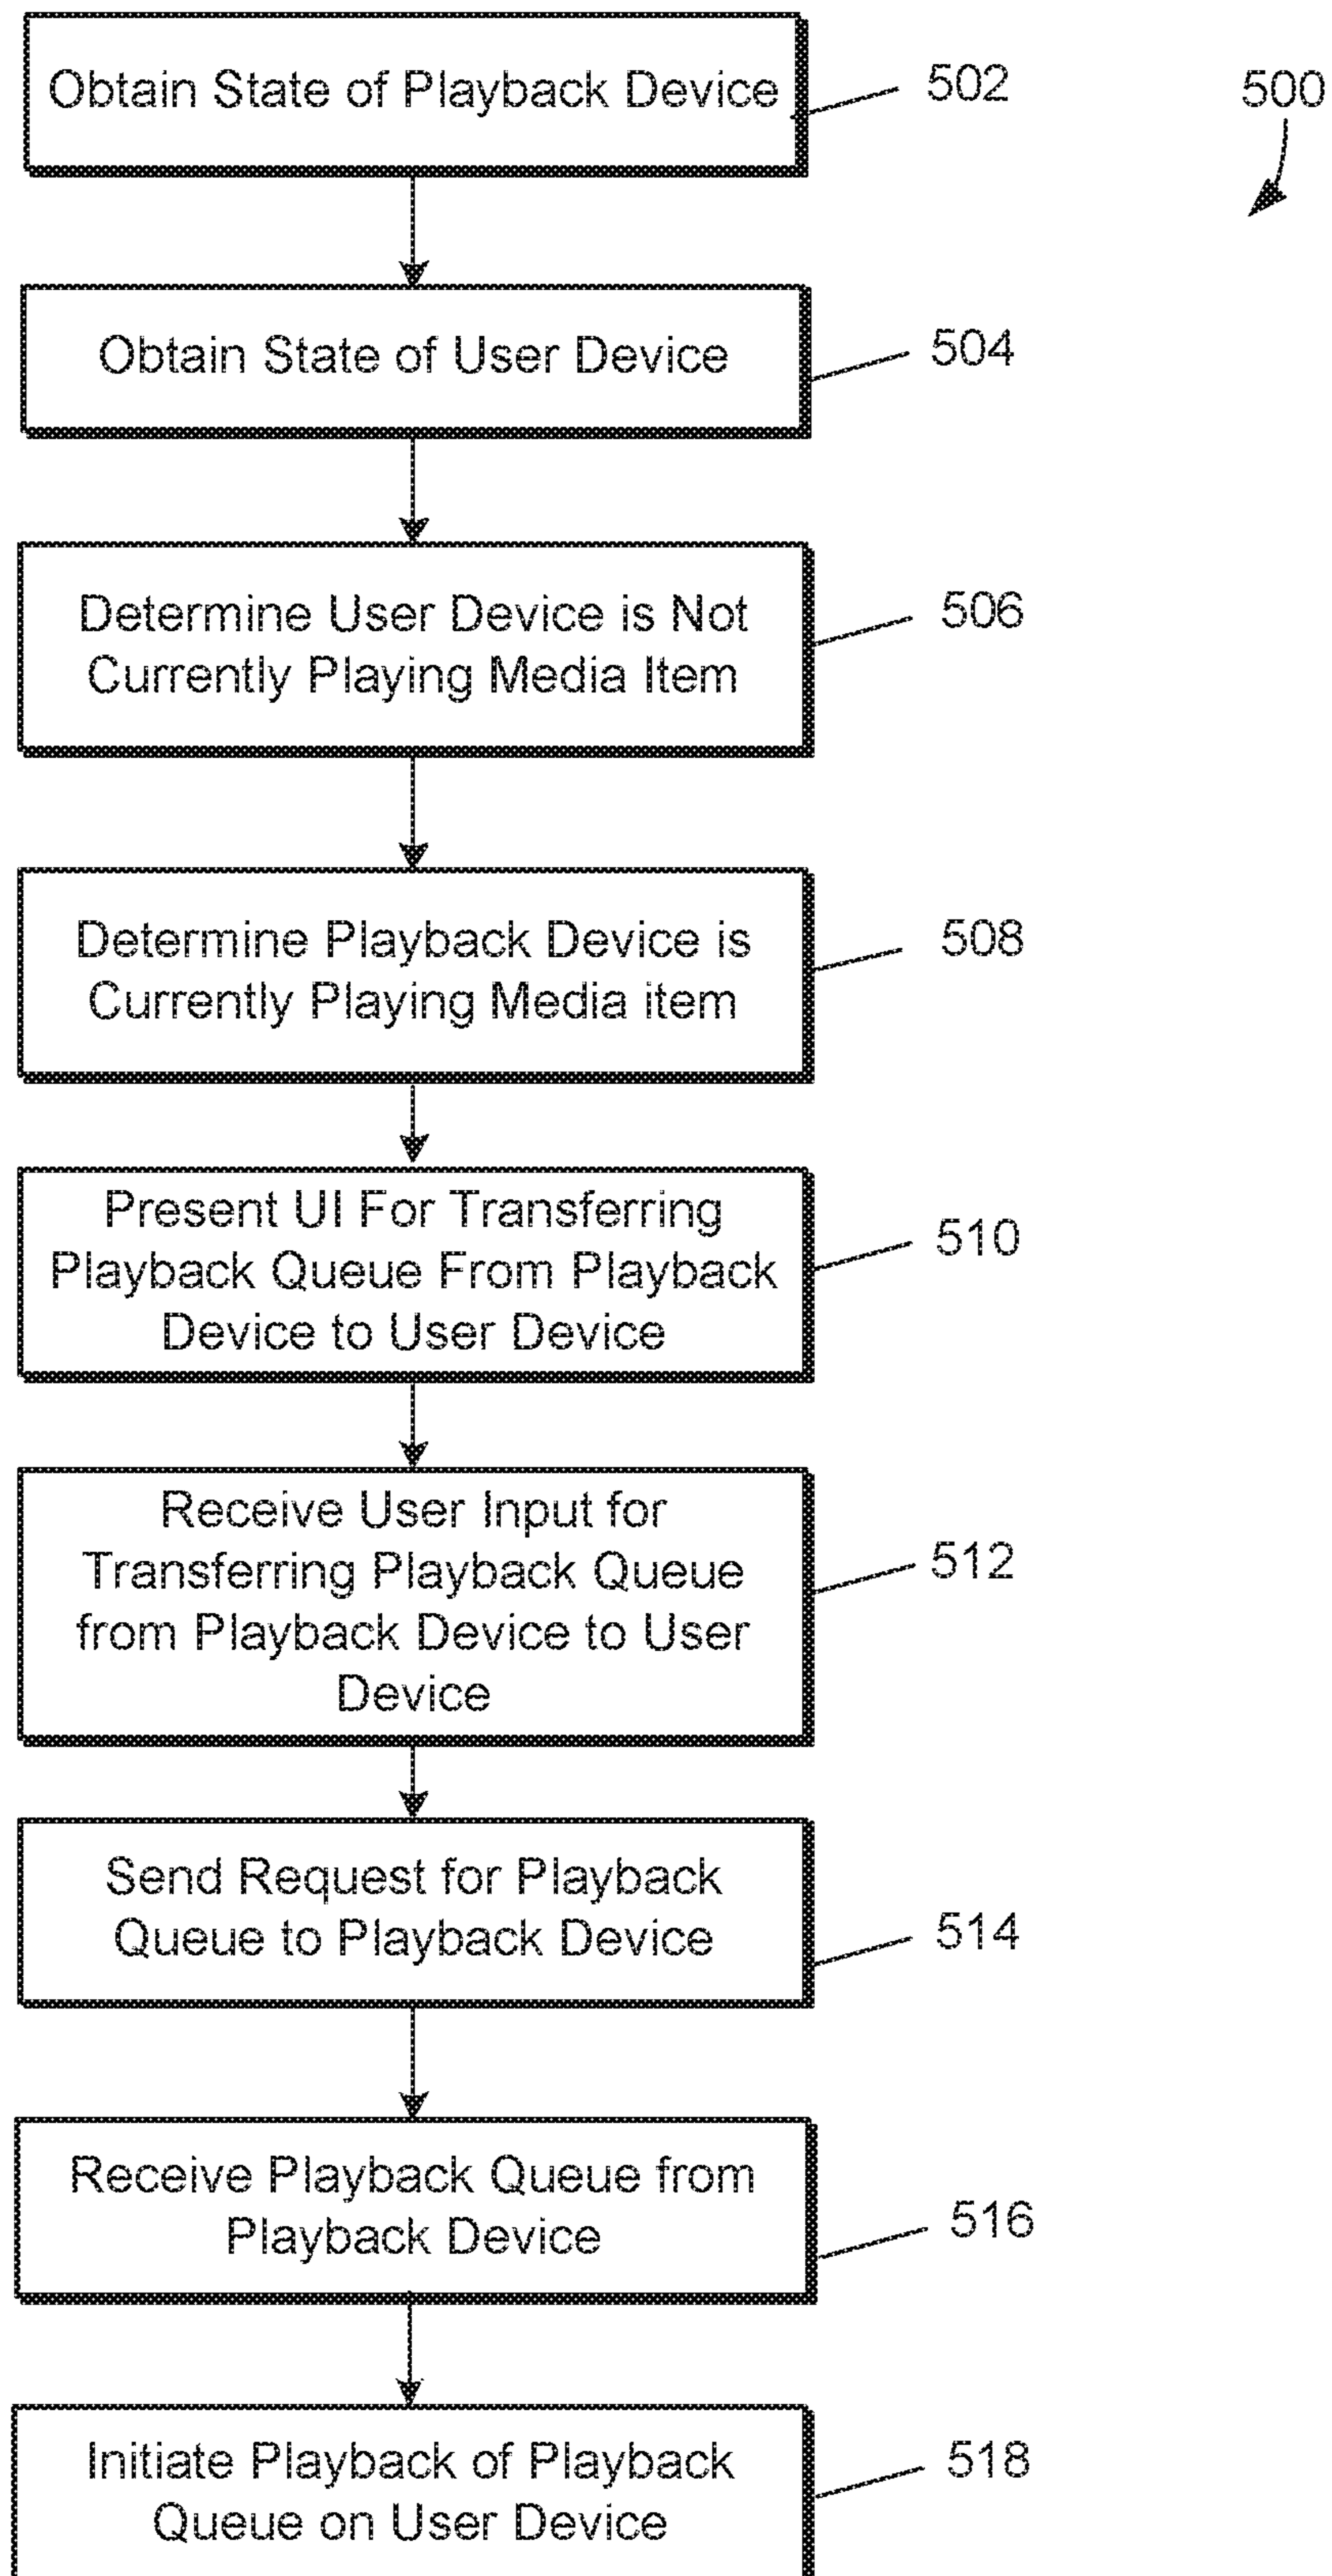 Obtain State of Playback Device
502
500
Obtain State of User Device
504
Determine User Device is Not
Currently Playing Media Item
506
Determine Playback Device is
Currently Playing Media item
508
Present UI For Transferring
Playback Queue From Playback
Device to User Device
510
Receive User Input for
Transferring Playback Queue
from Playback Device to User
Device
512
Send Request for Playback
Queue to Playback Device
514
Receive Playback Queue from
Playback Device
516
Initiate Playback of Playback
Queue on User Device
518